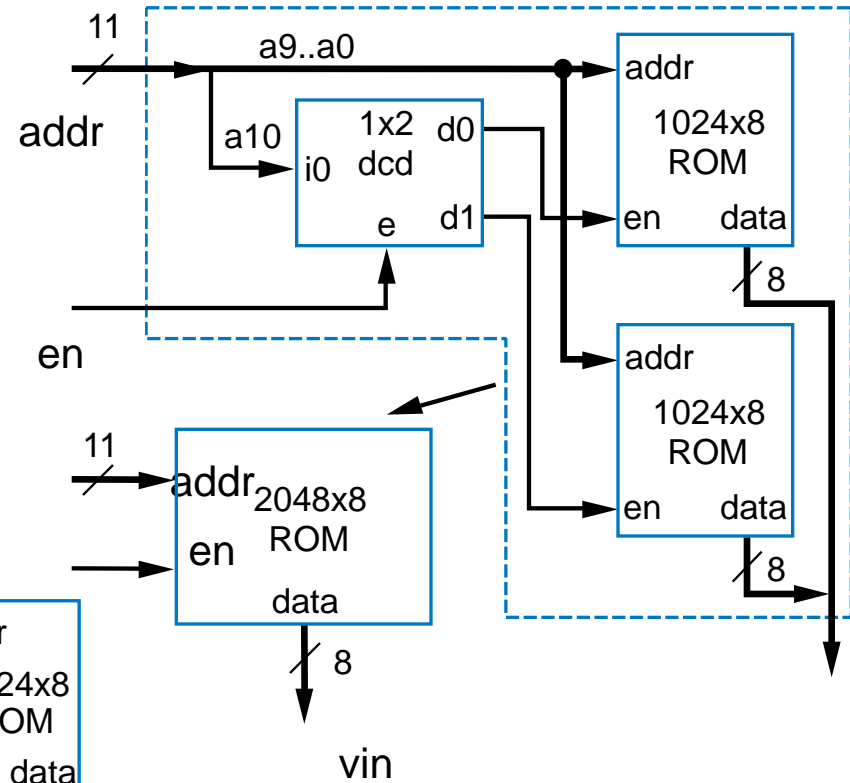 11
a9..a0
addr
a10
i0
1x2
dcd
d0
d1
e
addr
1024x8
ROM
en
data
8
en
addr
1024x8
ROM
en
data
8
11
addr
2048x8
ROM
en
data
8
24x8
OM
data
vin